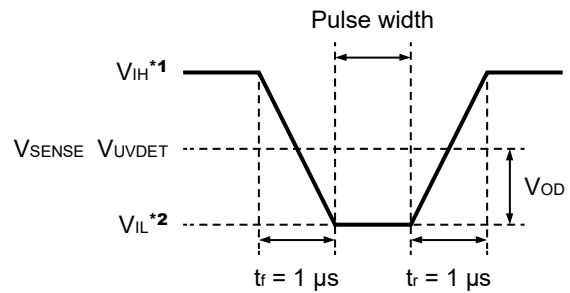 Pulse width
VIH*1
VSENSE VUVDET
VOD
VIL*2
tf = 1 µs tr = 1 µs